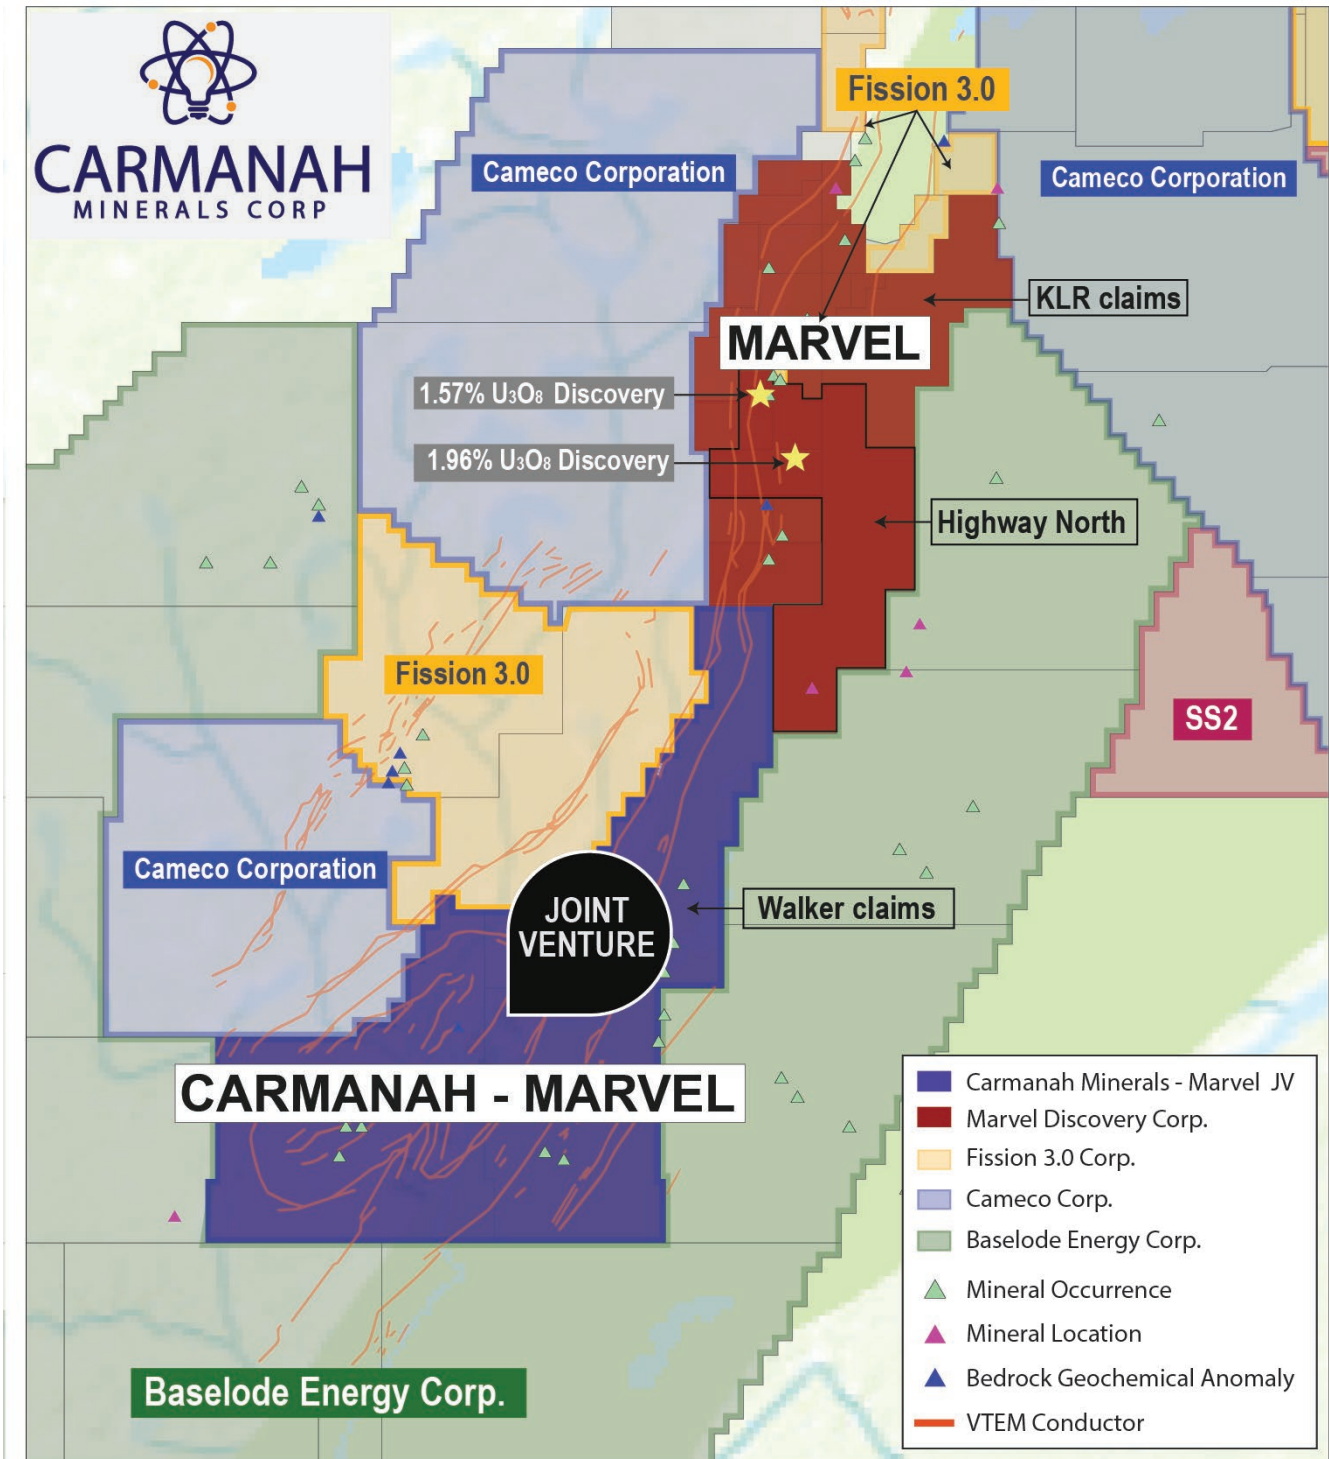 CARMANAH
MINERALS CORP
Fission 3.0
Cameco Corporation
Cameco Corporation
KLR claims
MARVEL
1.57% U₃O₈ Discovery
1.96% U₃O₈ Discovery
Highway North
Fission 3.0
SS2
Cameco Corporation
JOINT
VENTURE
Walker claims
CARMANAH - MARVEL
Baselode Energy Corp.
Carmanah Minerals - Marvel JV
Marvel Discovery Corp.
Fission 3.0 Corp.
Cameco Corp.
Baselode Energy Corp.
Mineral Occurrence
Mineral Location
Bedrock Geochemical Anomaly
VTEM Conductor